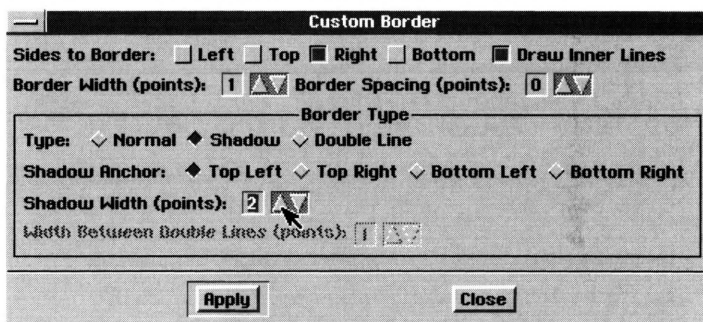 Custom Border
Sides to Border: Left Top Right Bottom Draw Inner Lines
Border Width (points): 1 Border Spacing (points): 0
Border Type
Type: Normal Shadow Double Line
Shadow Anchor: Top Left Top Right Bottom Left Bottom Right
Shadow Width (points): 2
Width Between Double Lines (points): 1
Apply Close